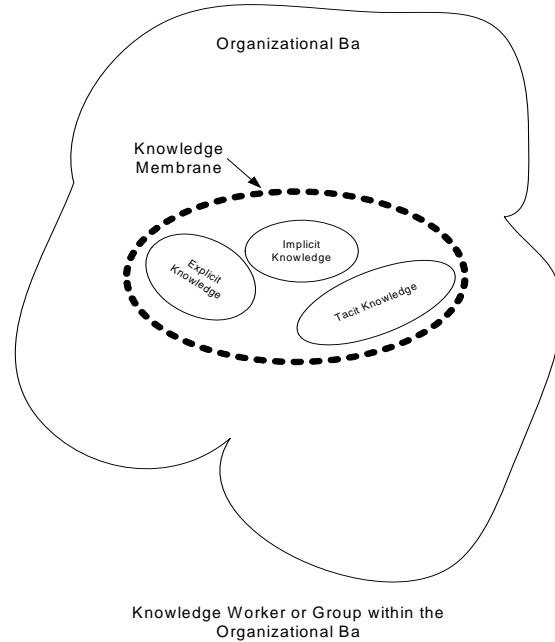 Organizational Ba
Knowledge
Membrane
Implicit
Knowledge
Explicit
Knowledge
Tacit Knowledge
Knowledge Worker or Group within the
Organizational Ba